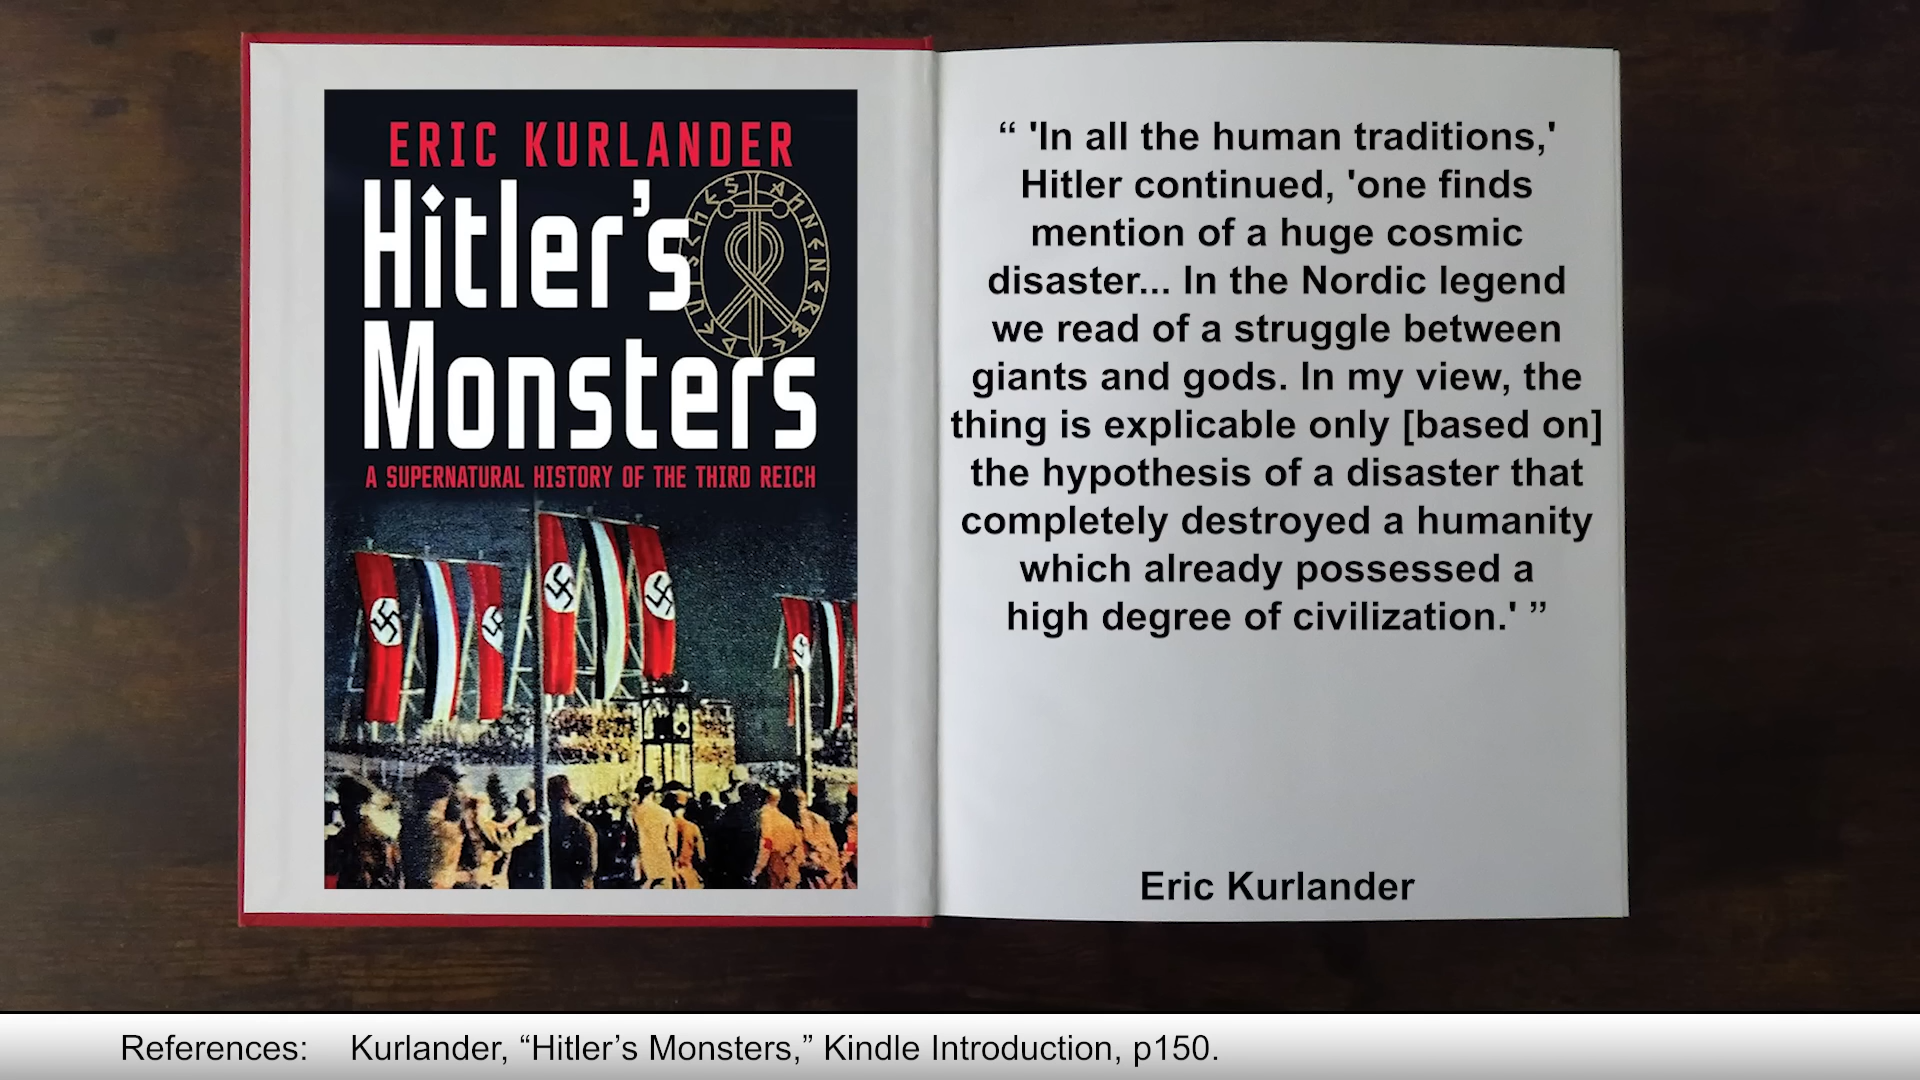 ERIC KURLANDER
Hitler's
Monsters
A SUPERNATURAL HISTORY OF THE THIRD REICH
“ 'In all the human traditions,'
Hitler continued, 'one finds
mention of a huge cosmic
disaster... In the Nordic legend
we read of a struggle between
giants and gods. In my view, the
thing is explicable only [based on]
the hypothesis of a disaster that
completely destroyed a humanity
which already possessed a
high degree of civilization.' ”
Eric Kurlander
References: Kurlander, “Hitler’s Monsters,” Kindle Introduction, p150.